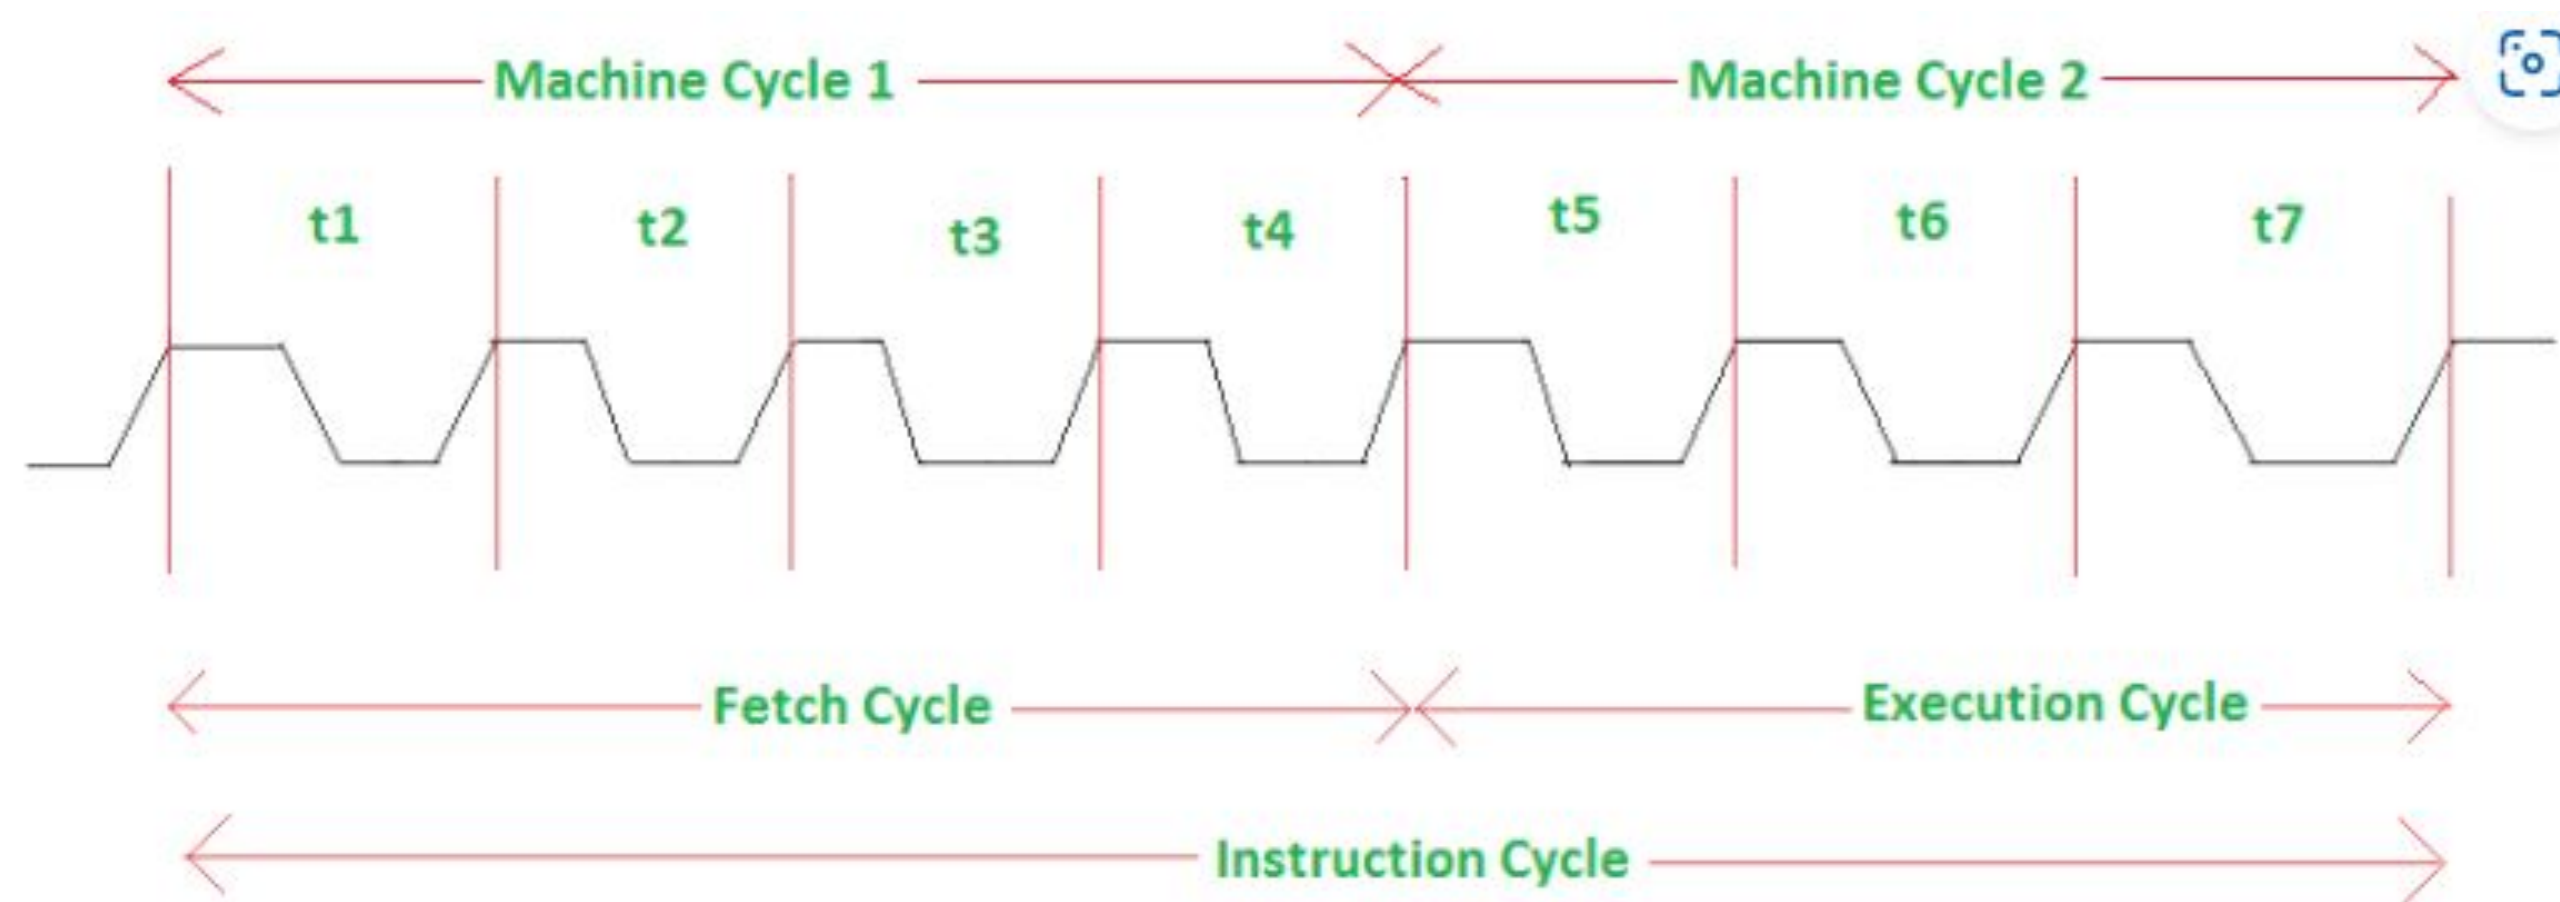 Machine Cycle 1 Machine Cycle 2
t1 t2 t3 t4 t5 t6 t7
Fetch Cycle Execution Cycle
Instruction Cycle